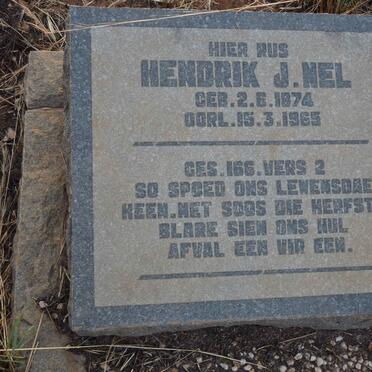 HIER RUS
HENDRIK J. NEL
GEB. 2.6.1874
OORL. 15.3.1965
GES. 166. VERS 2
SO SPOED ONS LEWENSDAE
HEEN. NET SOOS DIE HERFST
BLARE SIEN ONS HUL
AFVAL EEN VIR EEN.